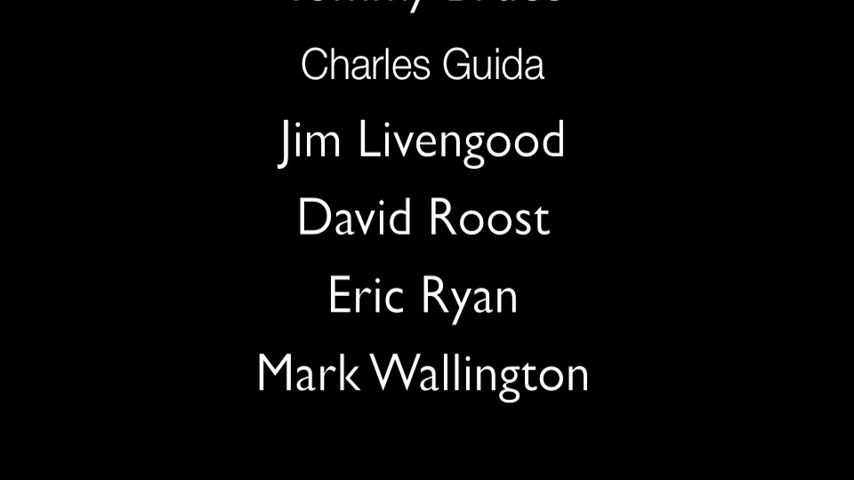 Charles Guida
Jim Livengood
David Roost
Eric Ryan
Mark Wallington